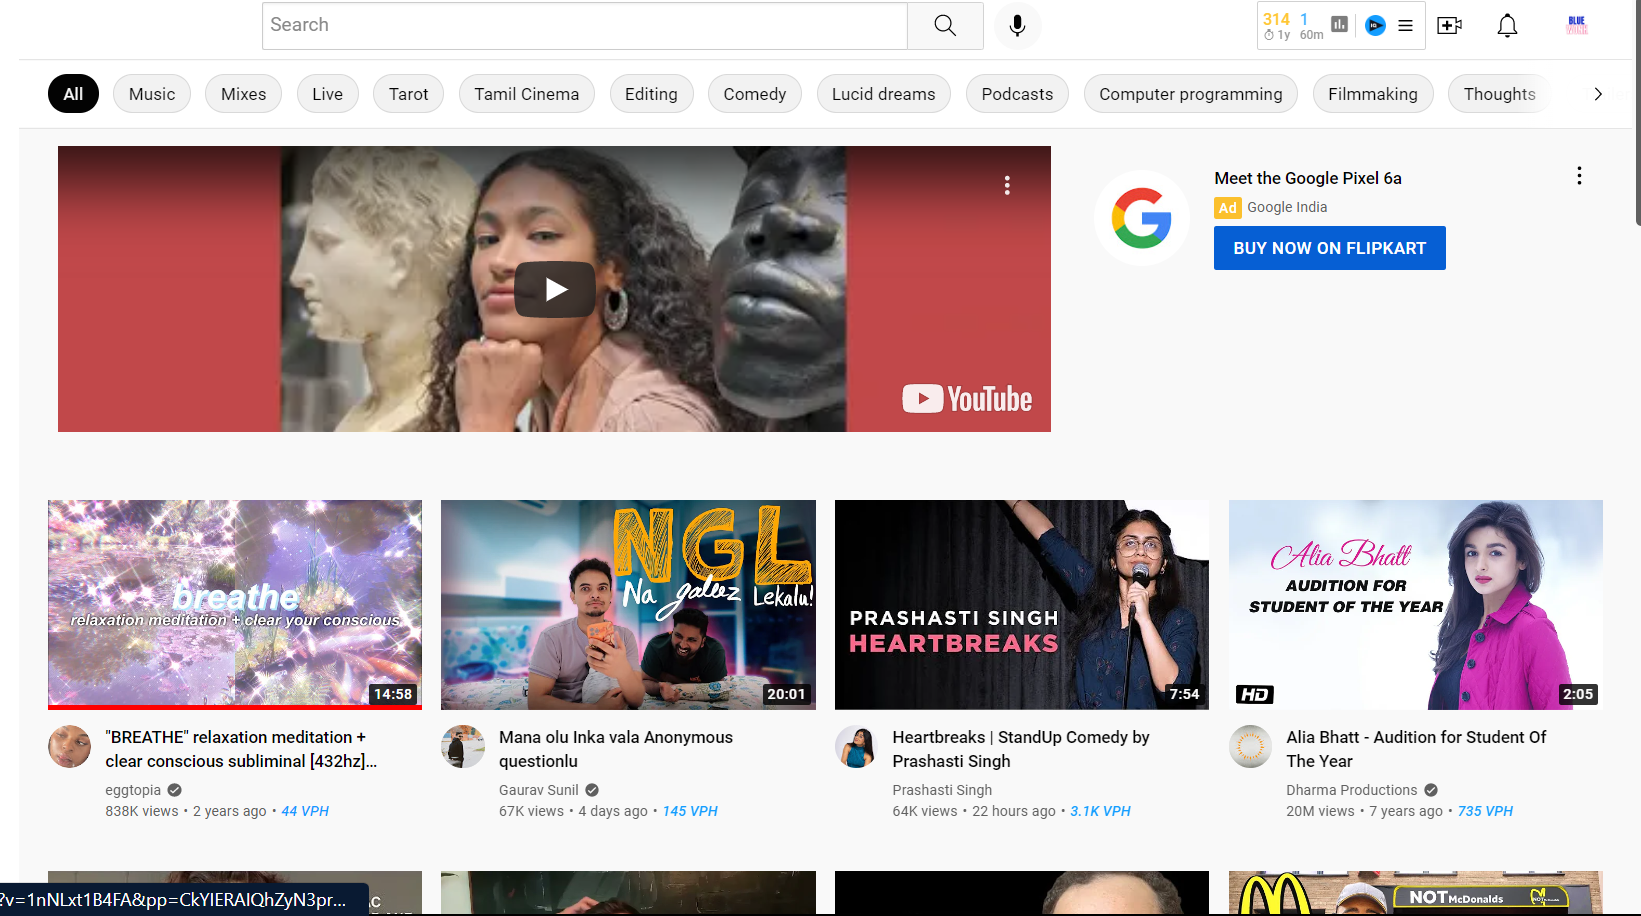 Search
314 1
1y 60m
BLUE
All Music Mixes Live Tarot Tamil Cinema Editing Comedy Lucid dreams Podcasts Computer programming Filmmaking Thoughts
Meet the Google Pixel 6a
Ad Google India
BUY NOW ON FLIPKART
YouTube
breathe
relaxation meditation + clear your conscious
14:58
NGL
Na galeez Lekalu!
20:01
PRASHASTI SINGH
HEARTBREAKS
7:54
Alia Bhatt
AUDITION FOR
STUDENT OF THE YEAR
HD
2:05
"BREATHE" relaxation meditation +
clear conscious subliminal [432hz]...
eggtopia
838K views • 2 years ago • 44 VPH
Mana olu Inka vala Anonymous
questionlu
Gaurav Sunil
67K views • 4 days ago • 145 VPH
Heartbreaks | StandUp Comedy by
Prashasti Singh
Prashasti Singh
64K views • 22 hours ago • 3.1K VPH
Alia Bhatt - Audition for Student Of
The Year
Dharma Productions
20M views • 7 years ago • 735 VPH
?v=1nNLxt1B4FA&pp=CkYIERAIQhZyN3pr...
NOT McDonalds